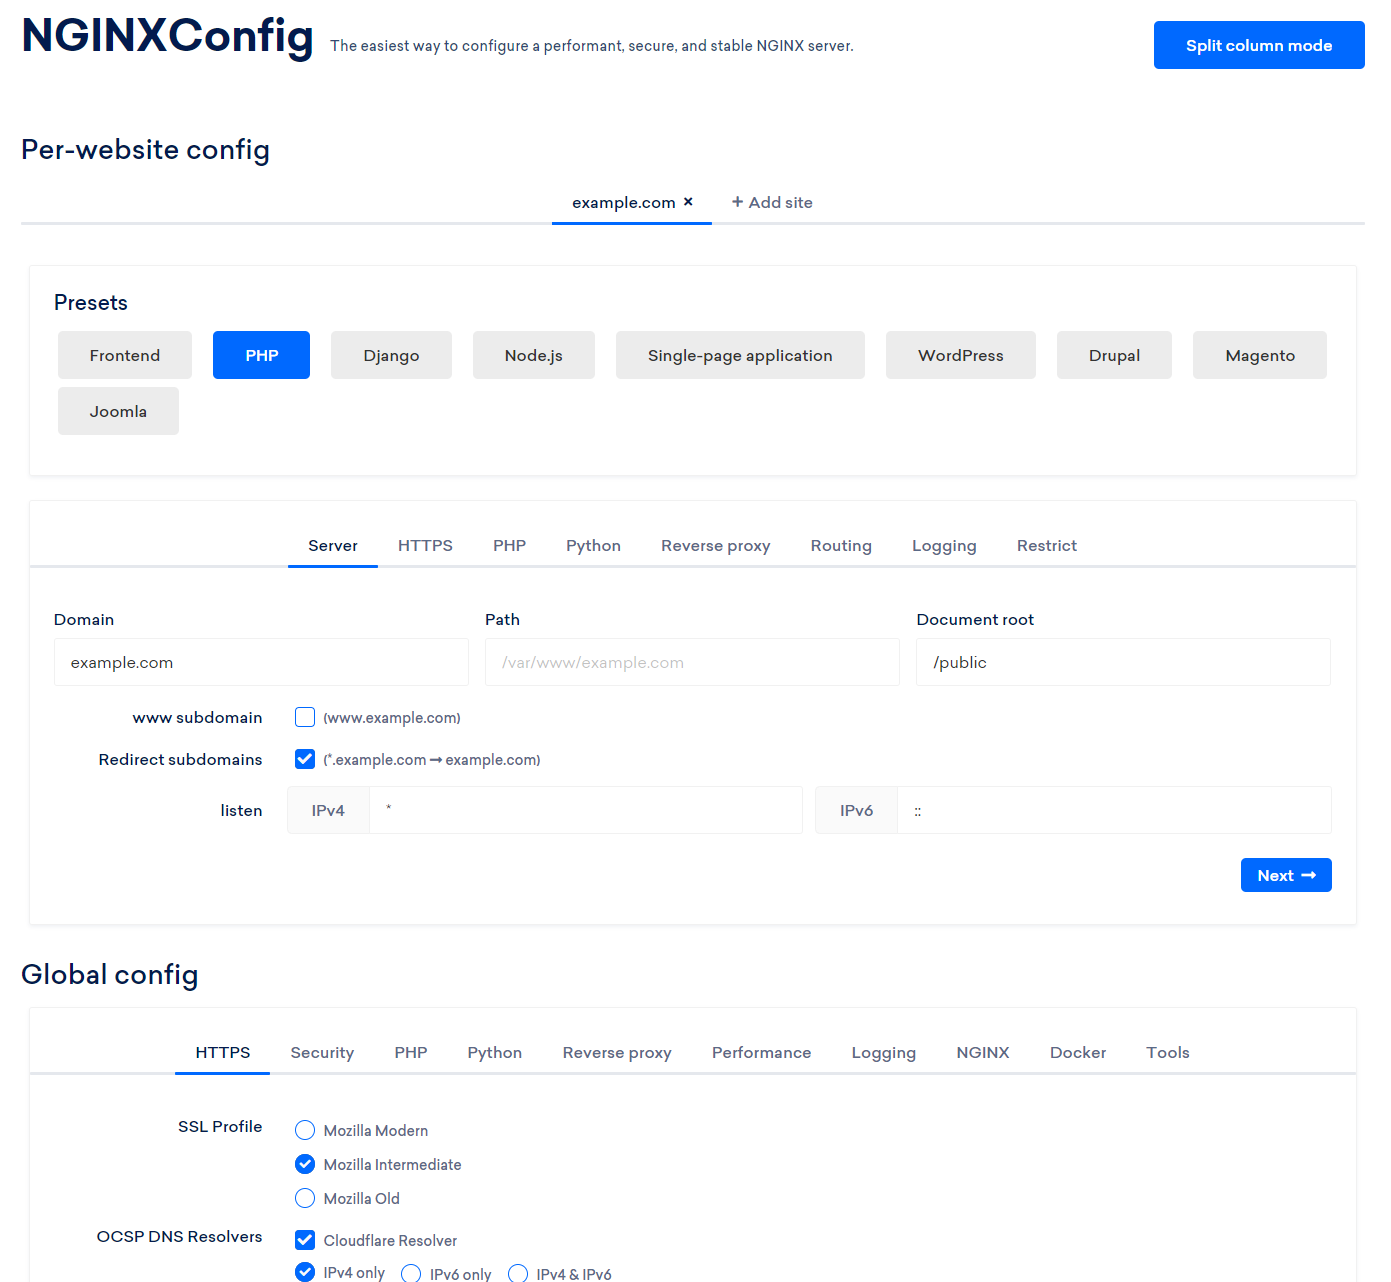 NGINXConfig The easiest way to configure a performant, secure, and stable NGINX server. Split column mode
Per-website config
example.com × + Add site
Presets
Frontend PHP Django Node.js Single-page application WordPress Drupal Magento
Joomla
Server HTTPS PHP Python Reverse proxy Routing Logging Restrict
Domain Path Document root
example.com /var/www/example.com /public
www subdomain (www.example.com)
Redirect subdomains (*.example.com → example.com)
listen IPv4 * IPv6 ::
Next →
Global config
HTTPS Security PHP Python Reverse proxy Performance Logging NGINX Docker Tools
SSL Profile Mozilla Modern
Mozilla Intermediate
Mozilla Old
OCSP DNS Resolvers Cloudflare Resolver
IPv4 only IPv6 only IPv4 & IPv6